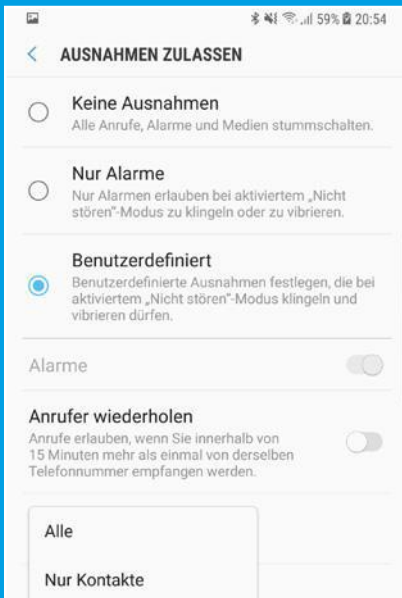 59% 20:54
AUSNAHMEN ZULASSEN
Keine Ausnahmen
Alle Anrufe, Alarme und Medien stummschalten.
Nur Alarme
Nur Alarmen erlauben bei aktiviertem „Nicht
stören"-Modus zu klingeln oder zu vibrieren.
Benutzerdefiniert
Benutzerdefinierte Ausnahmen festlegen, die bei
aktiviertem „Nicht stören"-Modus klingeln und
vibrieren dürfen.
Alarme
Anrufer wiederholen
Anrufe erlauben, wenn Sie innerhalb von
15 Minuten mehr als einmal von derselben
Telefonnummer empfangen werden.
Alle
Nur Kontakte